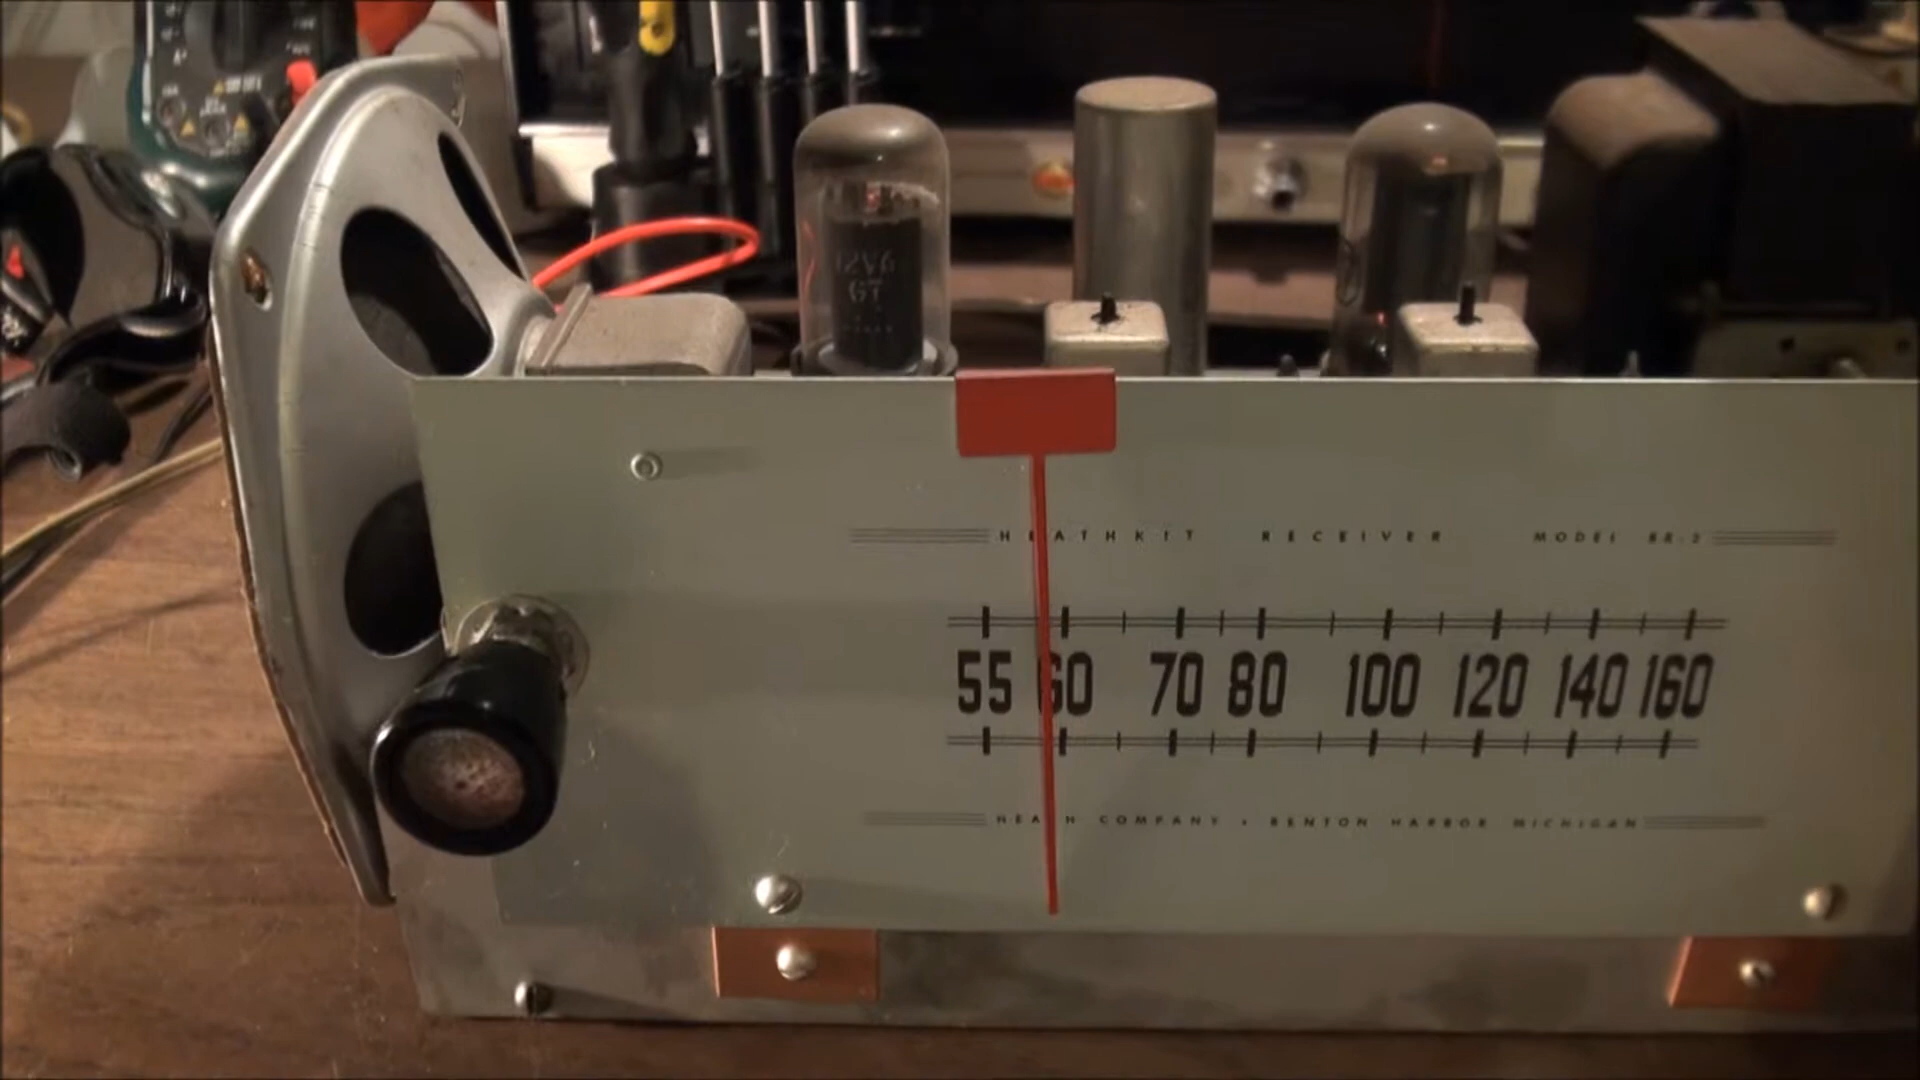 12V6
GT
HEATHKIT RECEIVER MODEL BR-2
55 60 70 80 100 120 140 160
HEATH COMPANY • BENTON HARBOR MICHIGAN